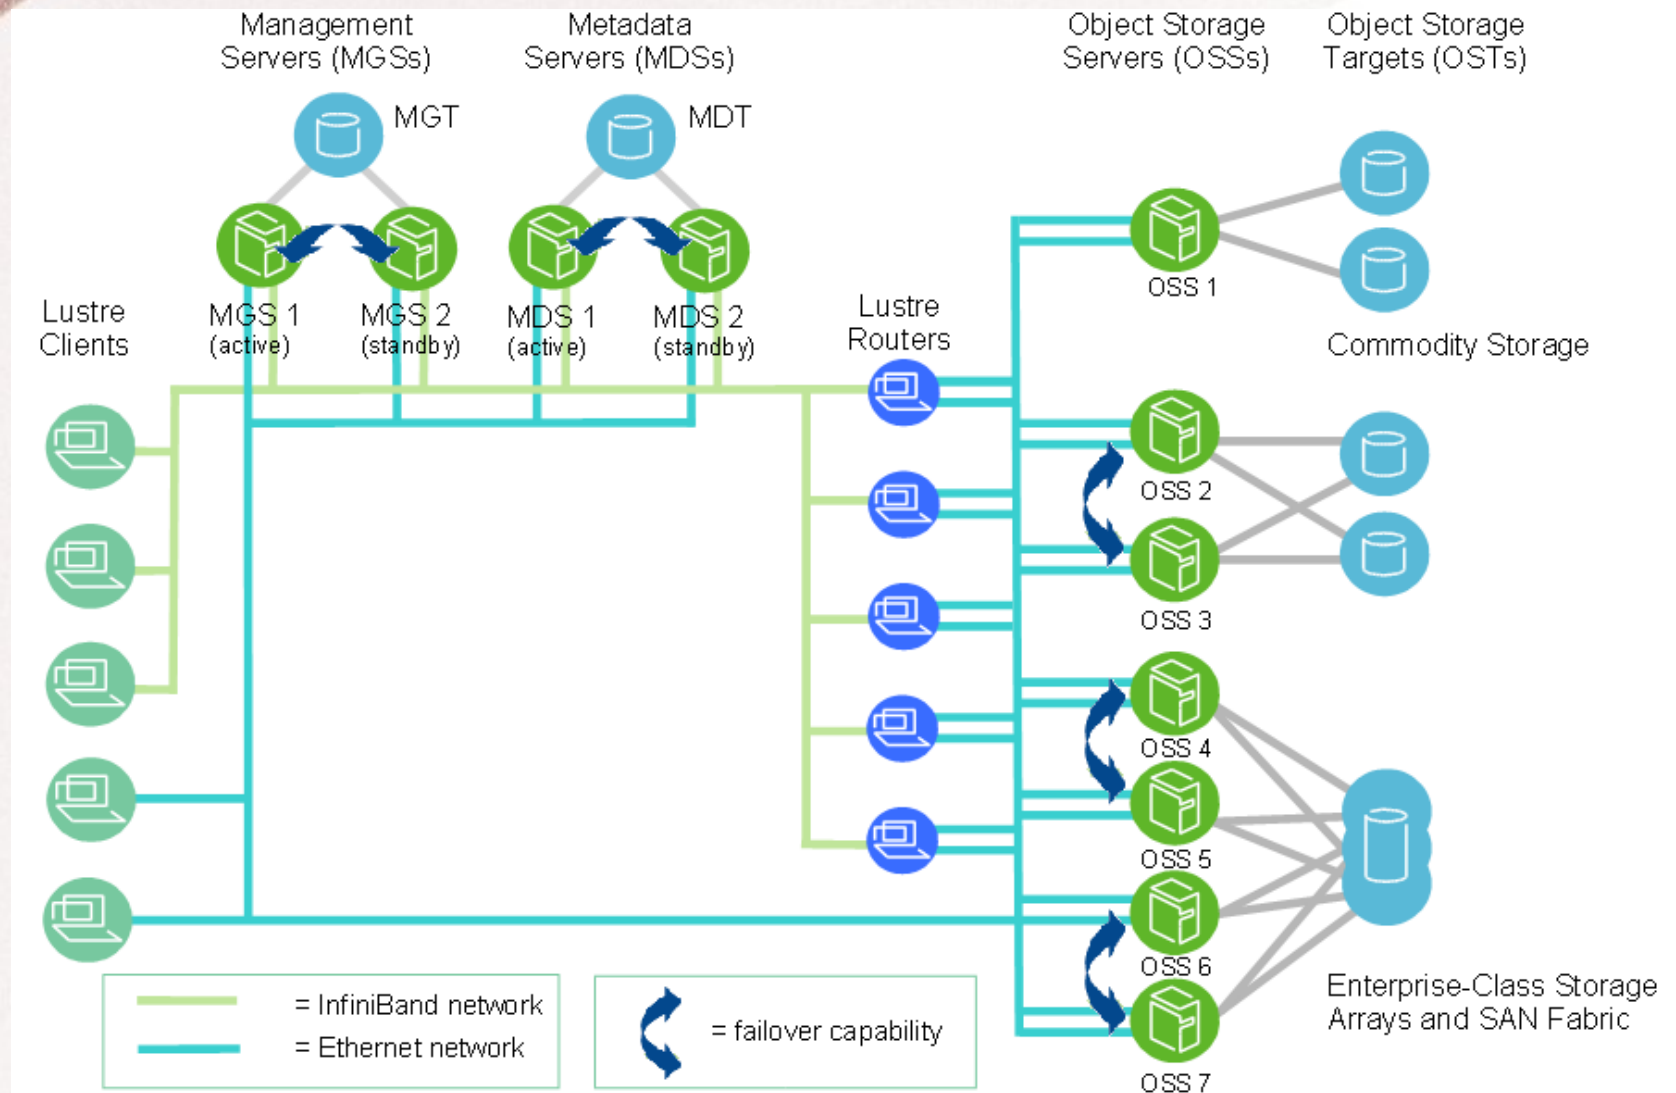 Management
Servers (MGSs)
Metadata
Servers (MDSs)
Object Storage
Servers (OSSs)
Object Storage
Targets (OSTs)
MGT
MDT
MGS 1
(active)
MGS 2
(standby)
MDS 1
(active)
MDS 2
(standby)
Lustre
Clients
Lustre
Routers
OSS 1
Commodity Storage
OSS 2
OSS 3
OSS 4
OSS 5
OSS 6
OSS 7
Enterprise-Class Storage
Arrays and SAN Fabric
= InfiniBand network
= Ethernet network
= failover capability